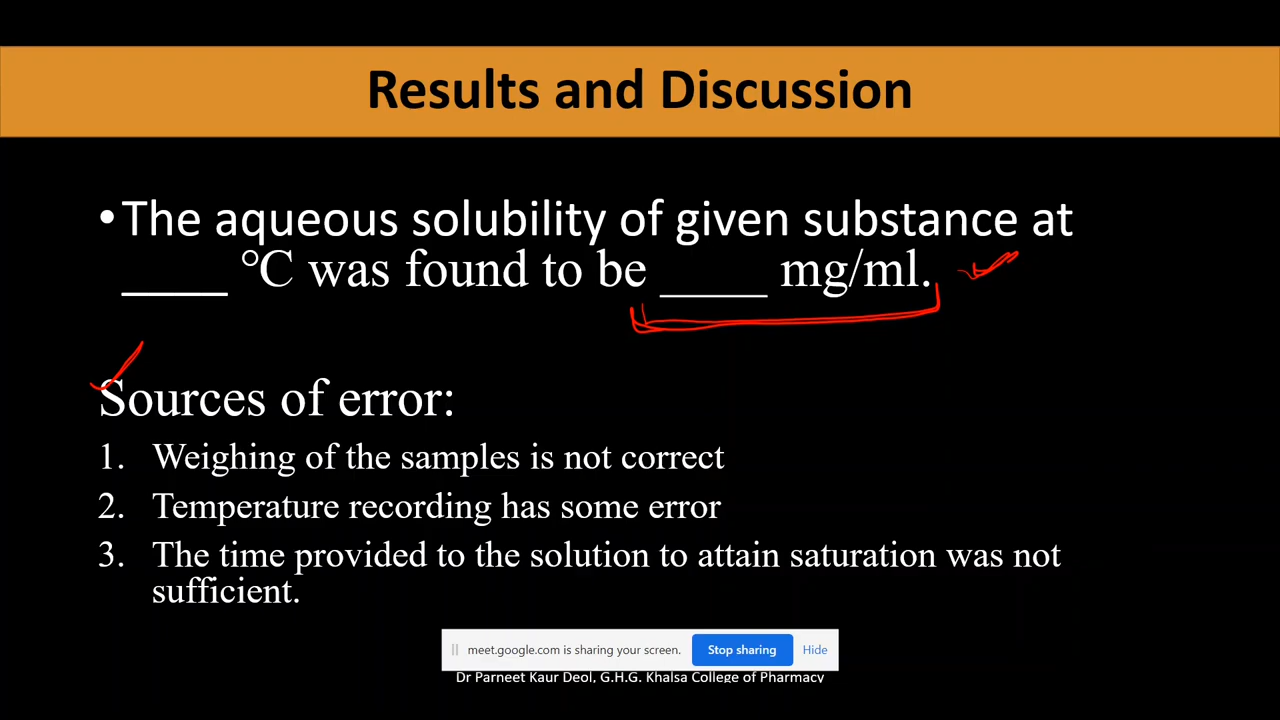 Results and Discussion
•The aqueous solubility of given substance at
____ °C was found to be ____ mg/ml.
Sources of error:
1. Weighing of the samples is not correct
2. Temperature recording has some error
3. The time provided to the solution to attain saturation was not
sufficient.
meet.google.com is sharing your screen. Stop sharing Hide
Dr Parneet Kaur Deol, G.H.G. Khalsa College of Pharmacy